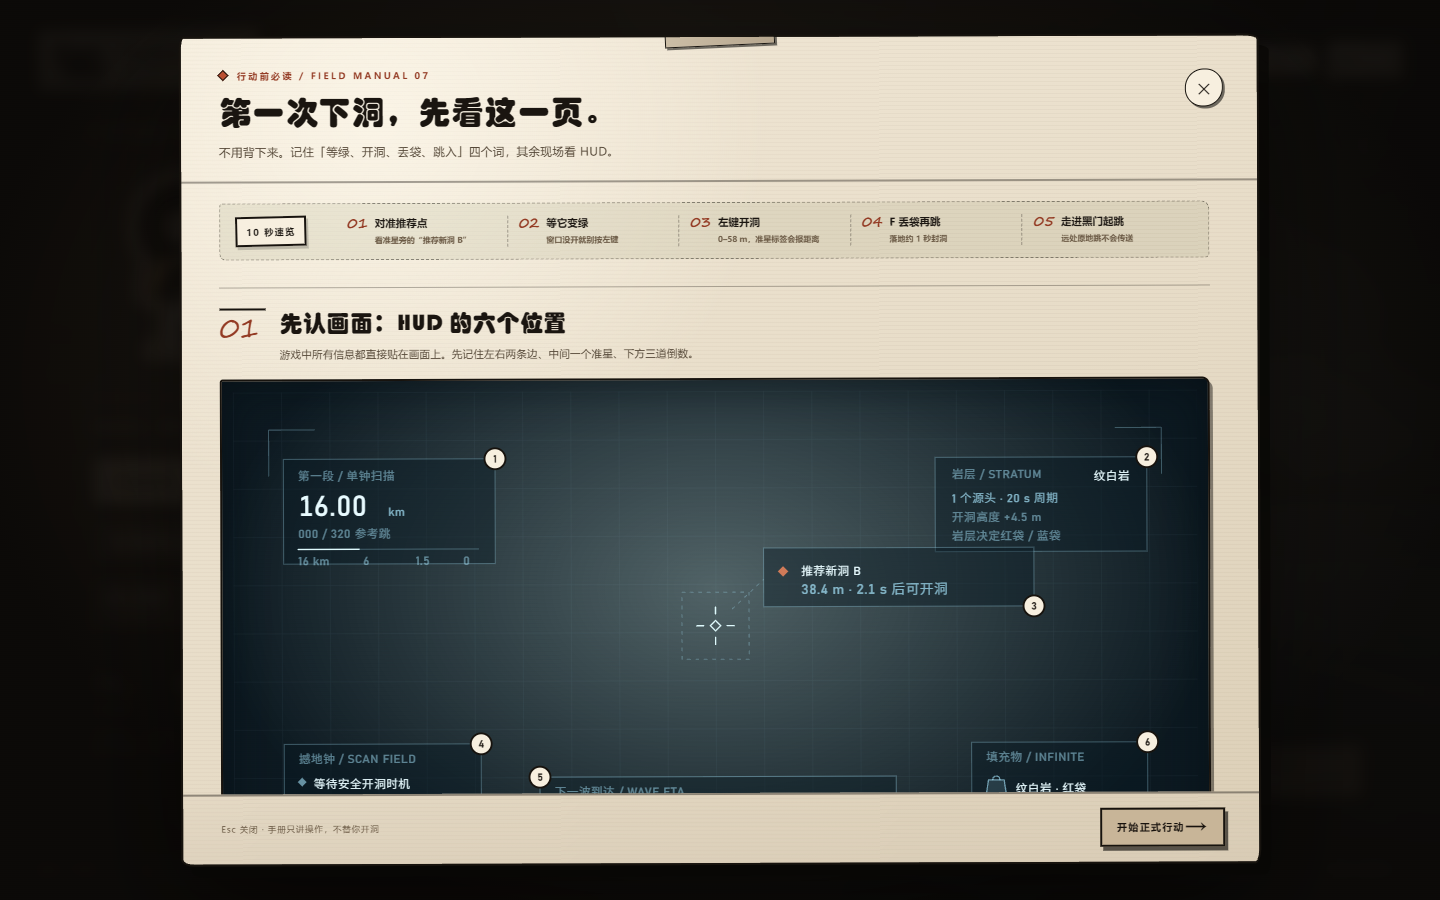 行动前必读 / FIELD MANUAL 07
第一次下洞，先看这一页。
不用背下来。记住「等绿、开洞、丢袋、跳入」四个词，其余现场看 HUD。
10 秒速览
01 对准推荐点
看准星旁的“推荐新洞 B”
02 等它变绿
窗口没开就别按左键
03 左键开洞
0–58 m，准星标签会报距离
04 F 丢袋再跳
落地约 1 秒封洞
05 走进黑门起跳
远处原地跳不会传送
01 先认画面：HUD 的六个位置
游戏中所有信息都直接贴在画面上。先记住左右两条边、中间一个准星、下方三道倒数。
1
第一段 / 单钟扫描
16.00 km
000 / 320 参考跳
16 km 6 1.5 0
2
岩层 / STRATUM 纹白岩
1 个源头 · 20 s 周期
开洞高度 +4.5 m
岩层决定红袋 / 蓝袋
推荐新洞 B
38.4 m · 2.1 s 后可开洞
3
4
撼地钟 / SCAN FIELD
等待安全开洞时机
5
下一波到达 / WAVE ETA
6
填充物 / INFINITE
纹白岩 · 红袋
Esc 关闭 · 手册只讲操作，不替你开洞
开始正式行动→